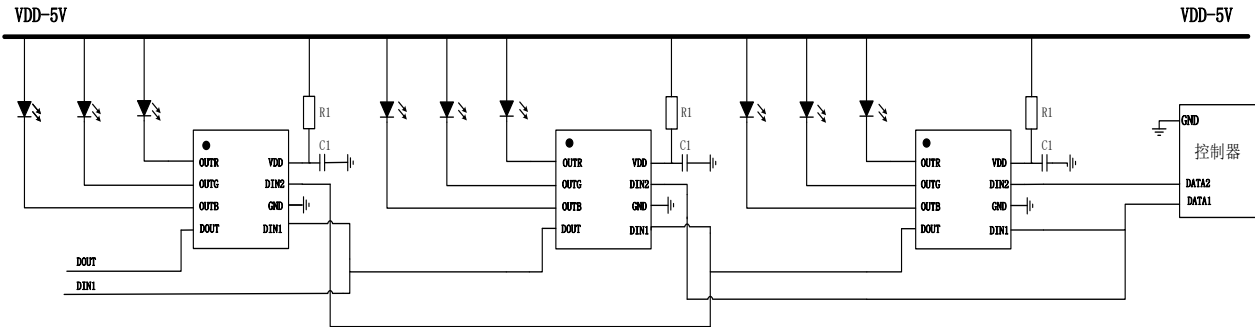 VDD-5V
VDD-5V
R1
C1
OUTR
OUTG
OUTB
DOUT
VDD
DIN2
GND
DIN1
R1
C1
OUTR
OUTG
OUTB
DOUT
VDD
DIN2
GND
DIN1
R1
C1
OUTR
OUTG
OUTB
DOUT
VDD
DIN2
GND
DIN1
GND
控制器
DATA2
DATA1
DOUT
DIN1